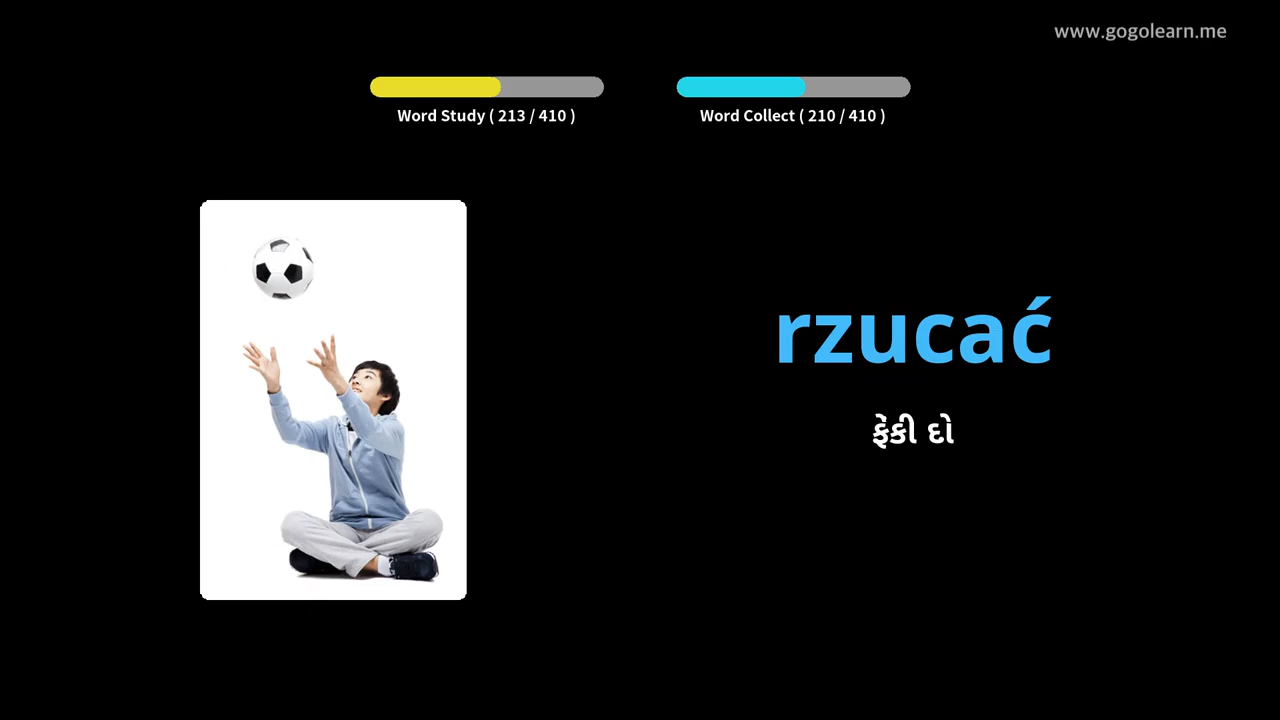 www.gogolearn.me
Word Study ( 213 / 410 )
Word Collect ( 210 / 410 )
rzucać
ફેંકી દો